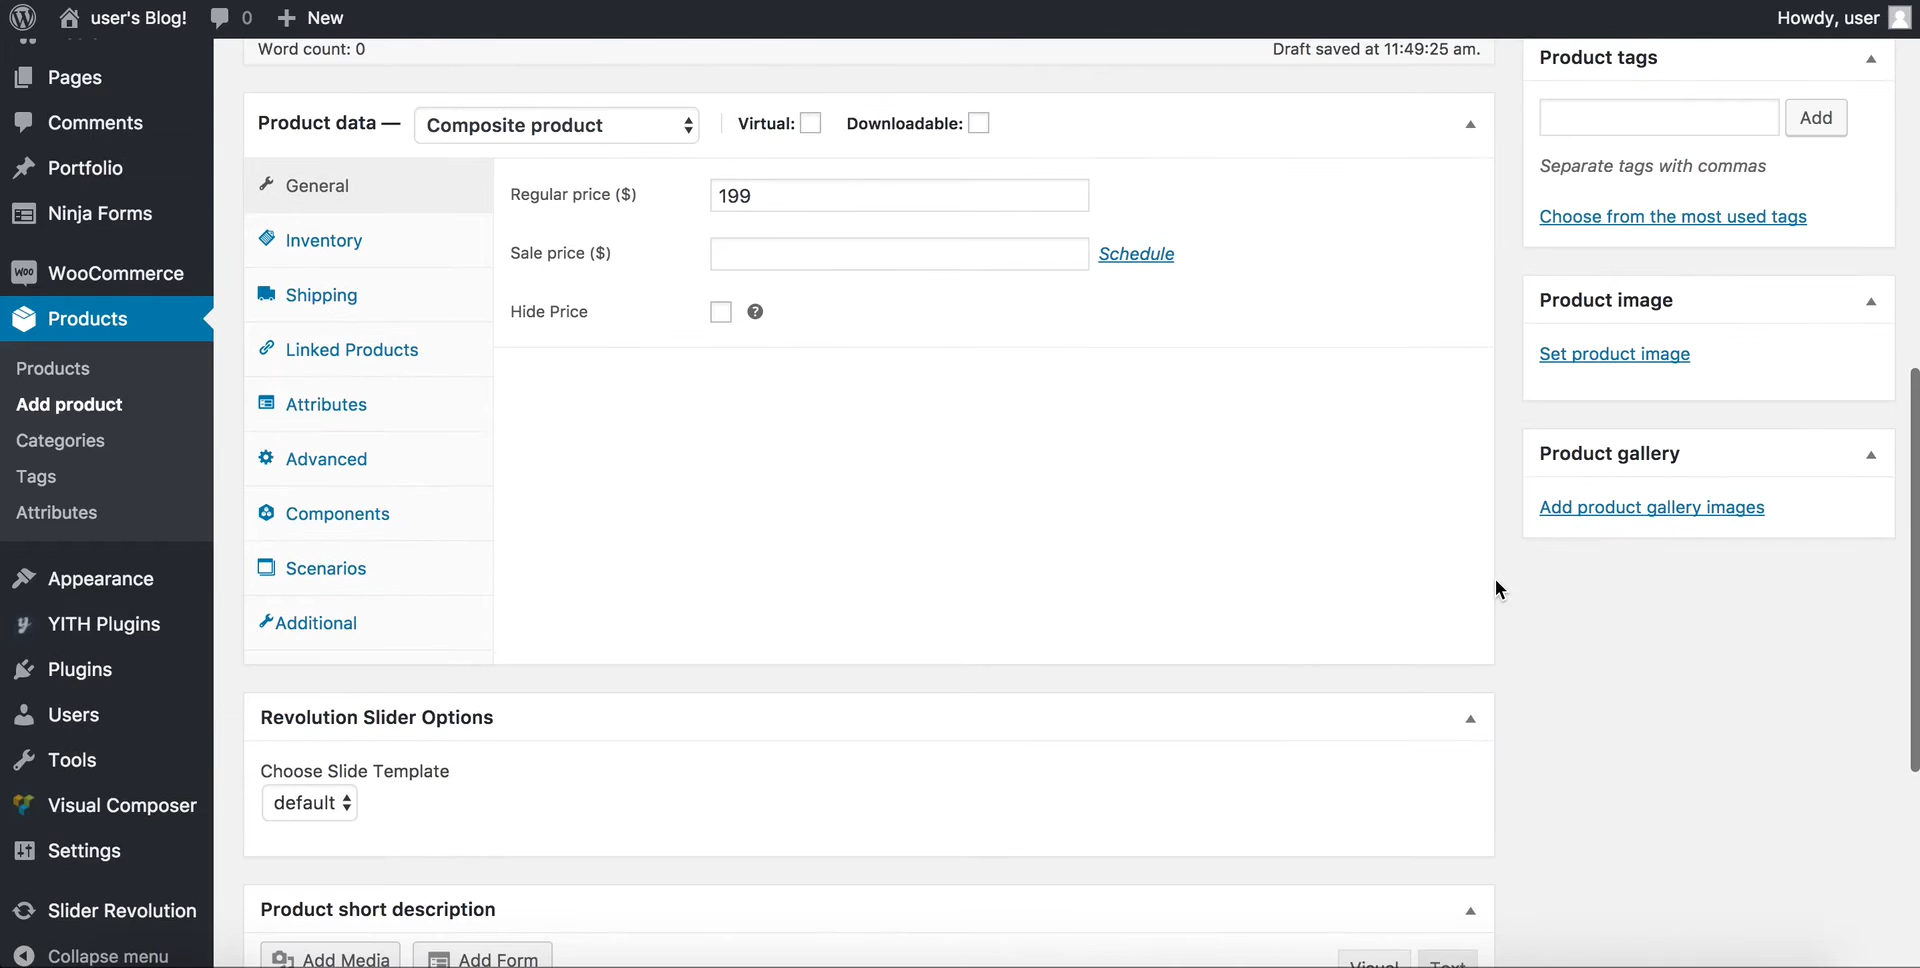 user's Blog! 0 New Howdy, user
Pages
Comments
Portfolio
Ninja Forms
WooCommerce
Products
Products
Add product
Categories
Tags
Attributes
Appearance
YITH Plugins
Plugins
Users
Tools
Visual Composer
Settings
Slider Revolution
Collapse menu
Word count: 0 Draft saved at 11:49:25 am.
Product data — Composite product Virtual: Downloadable:
General
Inventory
Shipping
Linked Products
Attributes
Advanced
Components
Scenarios
Additional
Regular price ($) 199
Sale price ($) Schedule
Hide Price
Revolution Slider Options
Choose Slide Template
default
Product short description
Add Media Add Form Visual Text
Product tags
Add
Separate tags with commas
Choose from the most used tags
Product image
Set product image
Product gallery
Add product gallery images